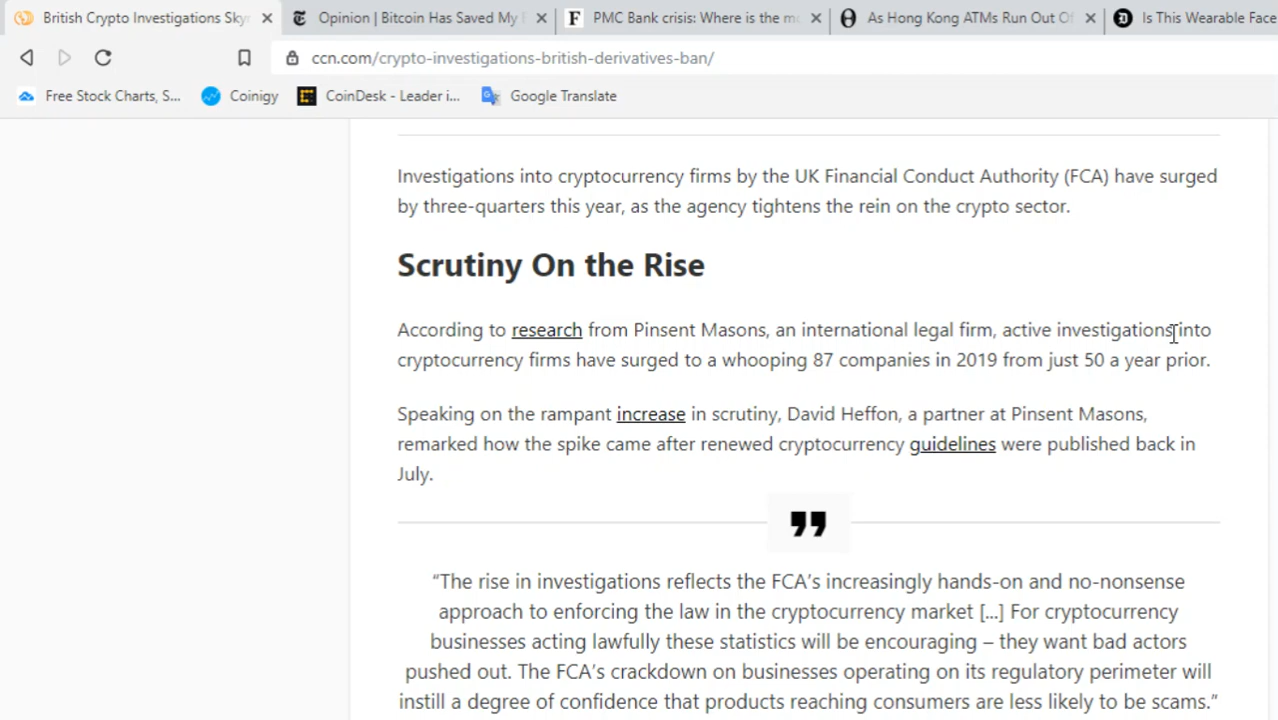 British Crypto Investigations Sky
Opinion | Bitcoin Has Saved My
PMC Bank crisis: Where is the m
As Hong Kong ATMs Run Out O
Is This Wearable Face
ccn.com/crypto-investigations-british-derivatives-ban/
Free Stock Charts, S...
Coinigy
CoinDesk - Leader i...
Google Translate
Investigations into cryptocurrency firms by the UK Financial Conduct Authority (FCA) have surged
by three-quarters this year, as the agency tightens the rein on the crypto sector.
Scrutiny On the Rise
According to research from Pinsent Masons, an international legal firm, active investigations into
cryptocurrency firms have surged to a whooping 87 companies in 2019 from just 50 a year prior.
Speaking on the rampant increase in scrutiny, David Heffon, a partner at Pinsent Masons,
remarked how the spike came after renewed cryptocurrency guidelines were published back in
July.
"The rise in investigations reflects the FCA's increasingly hands-on and no-nonsense
approach to enforcing the law in the cryptocurrency market [...] For cryptocurrency
businesses acting lawfully these statistics will be encouraging – they want bad actors
pushed out. The FCA's crackdown on businesses operating on its regulatory perimeter will
instill a degree of confidence that products reaching consumers are less likely to be scams."